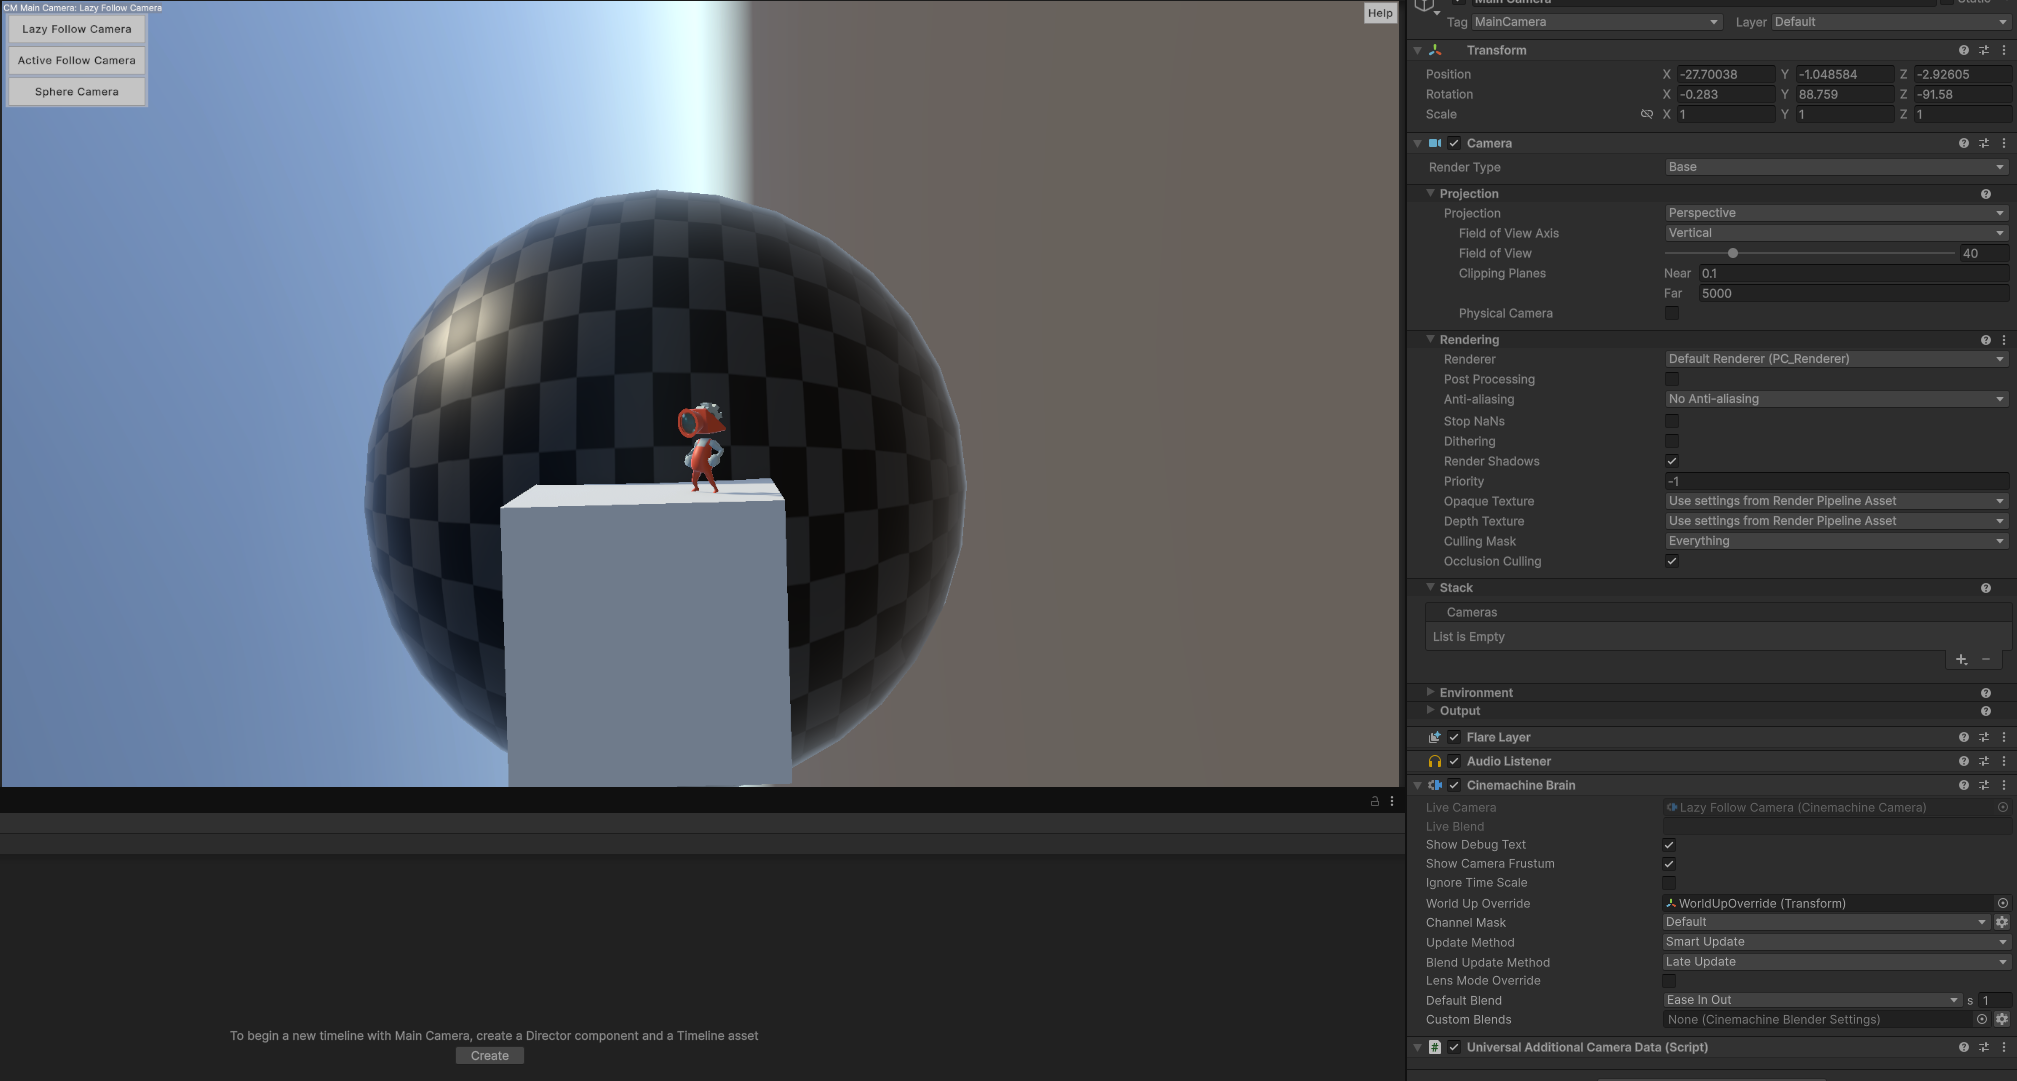 CM Main Camera: Lazy Follow Camera
Lazy Follow Camera
Active Follow Camera
Sphere Camera
Help
To begin a new timeline with Main Camera, create a Director component and a Timeline asset
Create
Main Camera
Static
Tag MainCamera Layer Default
Transform
Position X -27.70038 Y -1.048584 Z -2.92605
Rotation X -0.283 Y 88.759 Z -91.58
Scale X 1 Y 1 Z 1
Camera
Render Type Base
Projection
Projection Perspective
Field of View Axis Vertical
Field of View 40
Clipping Planes Near 0.1
Far 5000
Physical Camera
Rendering
Renderer Default Renderer (PC_Renderer)
Post Processing
Anti-aliasing No Anti-aliasing
Stop NaNs
Dithering
Render Shadows
Priority -1
Opaque Texture Use settings from Render Pipeline Asset
Depth Texture Use settings from Render Pipeline Asset
Culling Mask Everything
Occlusion Culling
Stack
Cameras
List is Empty
Environment
Output
Flare Layer
Audio Listener
Cinemachine Brain
Live Camera Lazy Follow Camera (Cinemachine Camera)
Live Blend
Show Debug Text
Show Camera Frustum
Ignore Time Scale
World Up Override WorldUpOverride (Transform)
Channel Mask Default
Update Method Smart Update
Blend Update Method Late Update
Lens Mode Override
Default Blend Ease In Out s 1
Custom Blends None (Cinemachine Blender Settings)
Universal Additional Camera Data (Script)